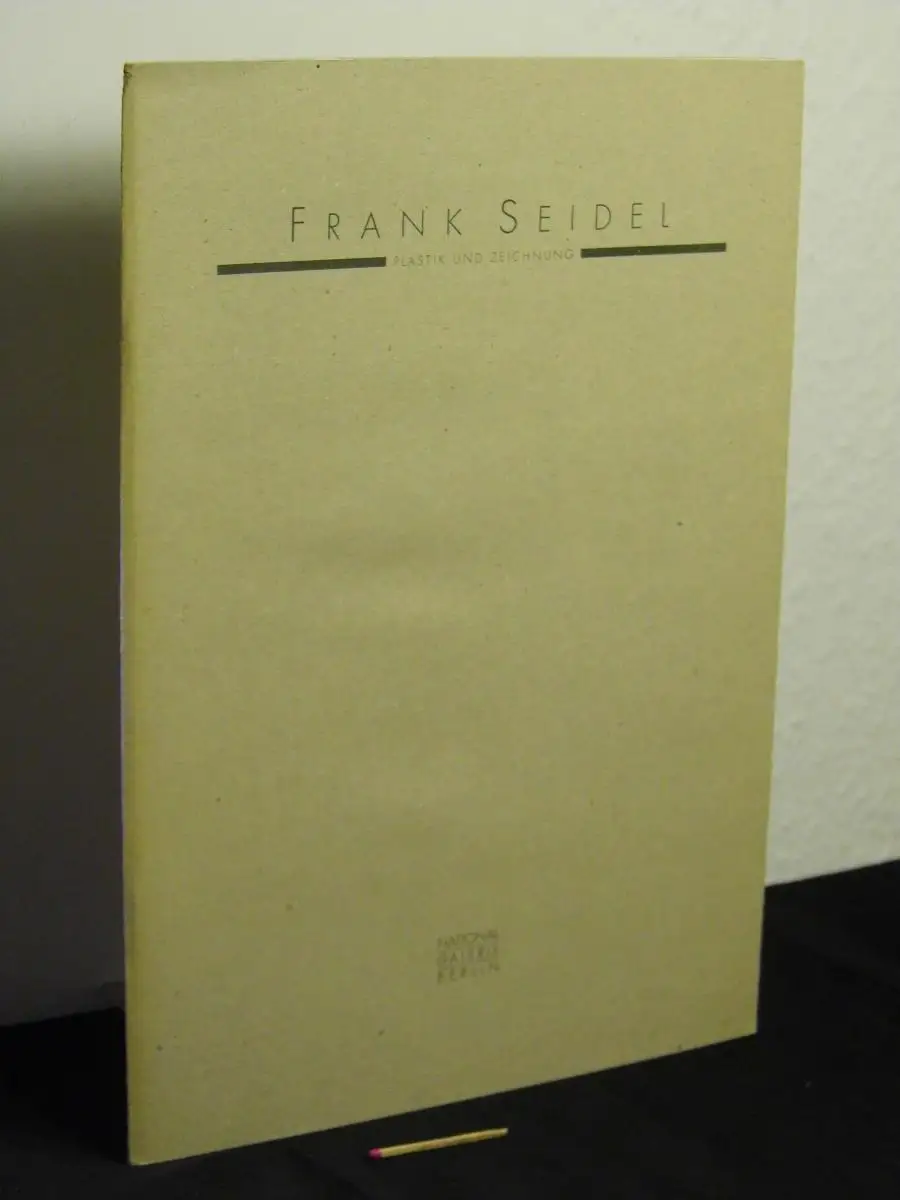 FRANK SEIDEL
PLASTIK UND ZEICHNUNG
NATIONAL
GALERIE
BERLIN